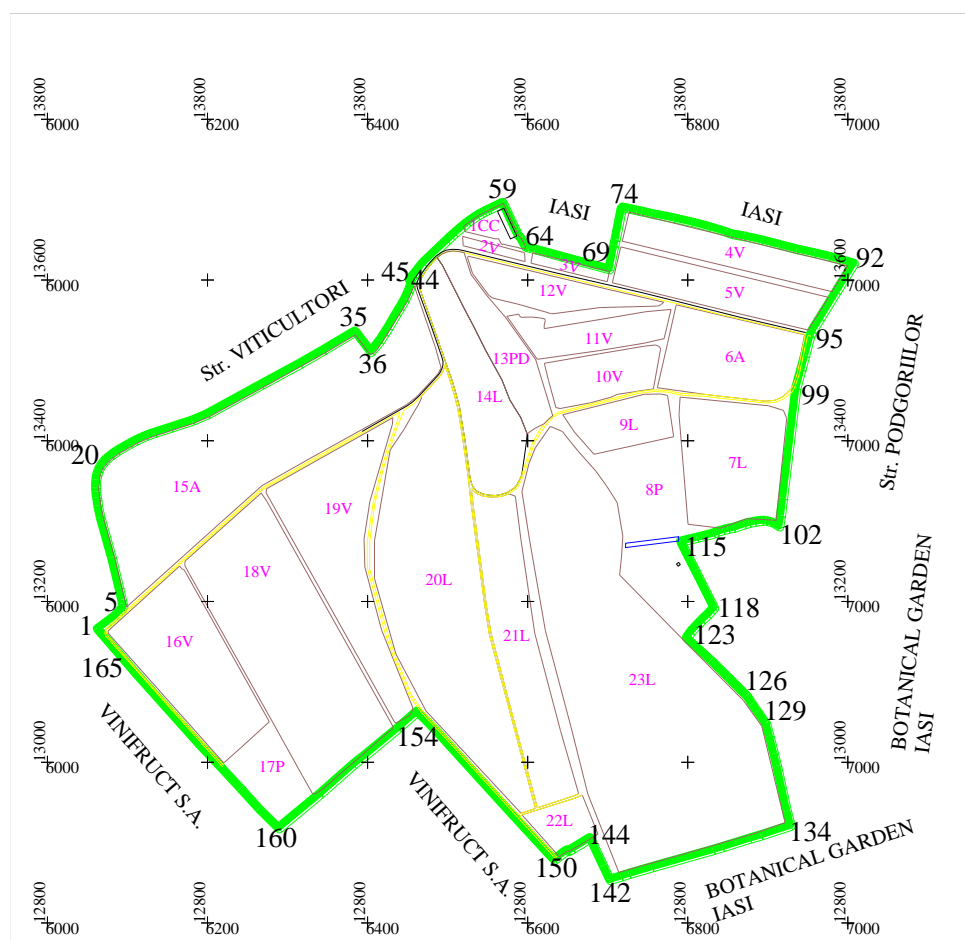 13800
13800
13800
13800
13800
13800
6000
6200
6400
6600
6800
7000
59
74
IASI
IASI
1CC
2V
64
3V
69
4V
92
13600
6000
45
44
12V
5V
13600
7000
Str. VITICULTORI
35
36
13PD
11V
10V
6A
95
14L
99
Str. PODGORIILOR
13400
6000
20
15A
9L
7L
13400
7000
19V
8P
102
115
18V
20L
BOTANICAL GARDEN
IASI
13200
6000
5
1
165
16V
21L
118
123
13200
7000
23L
126
129
VINIFRUCT S.A.
154
13000
6000
17P
13000
7000
VINIFRUCT S.A.
160
22L
144
150
142
134
BOTANICAL GARDEN
IASI
12800
12800
12800
12800
12800
12800
6000
6200
6400
6600
6800
7000